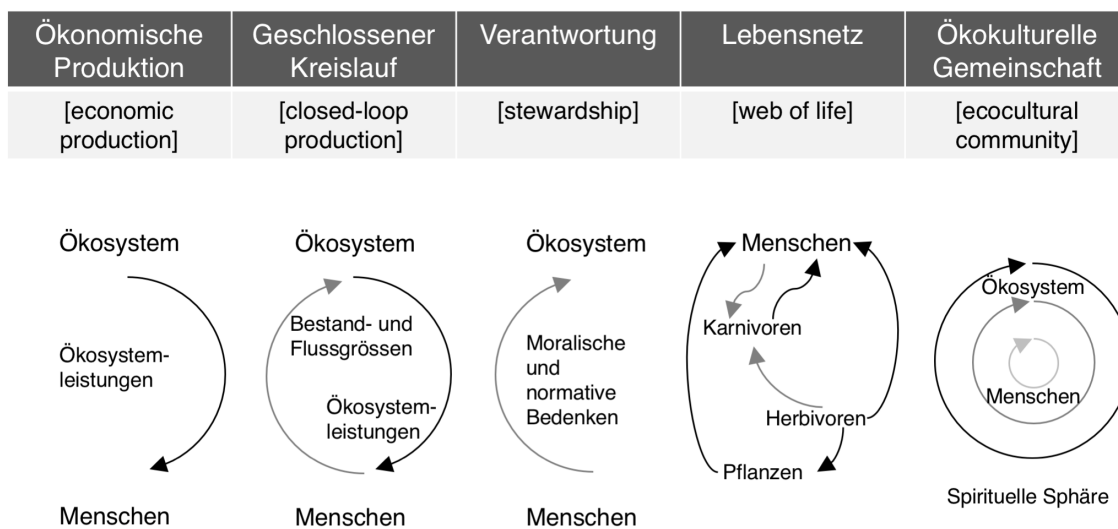 Ökonomische
Produktion
Geschlossener
Kreislauf
Verantwortung
Lebensnetz
Ökokulturelle
Gemeinschaft
[economic
production]
[closed-loop
production]
[stewardship]
[web of life]
[ecocultural
community]
Ökosystem
Ökosystem-
leistungen
Menschen
Ökosystem
Bestand- und
Flussgrössen
Ökosystem-
leistungen
Menschen
Ökosystem
Moralische
und
normative
Bedenken
Menschen
Menschen
Karnivoren
Herbivoren
Pflanzen
Ökosystem
Menschen
Spirituelle Sphäre